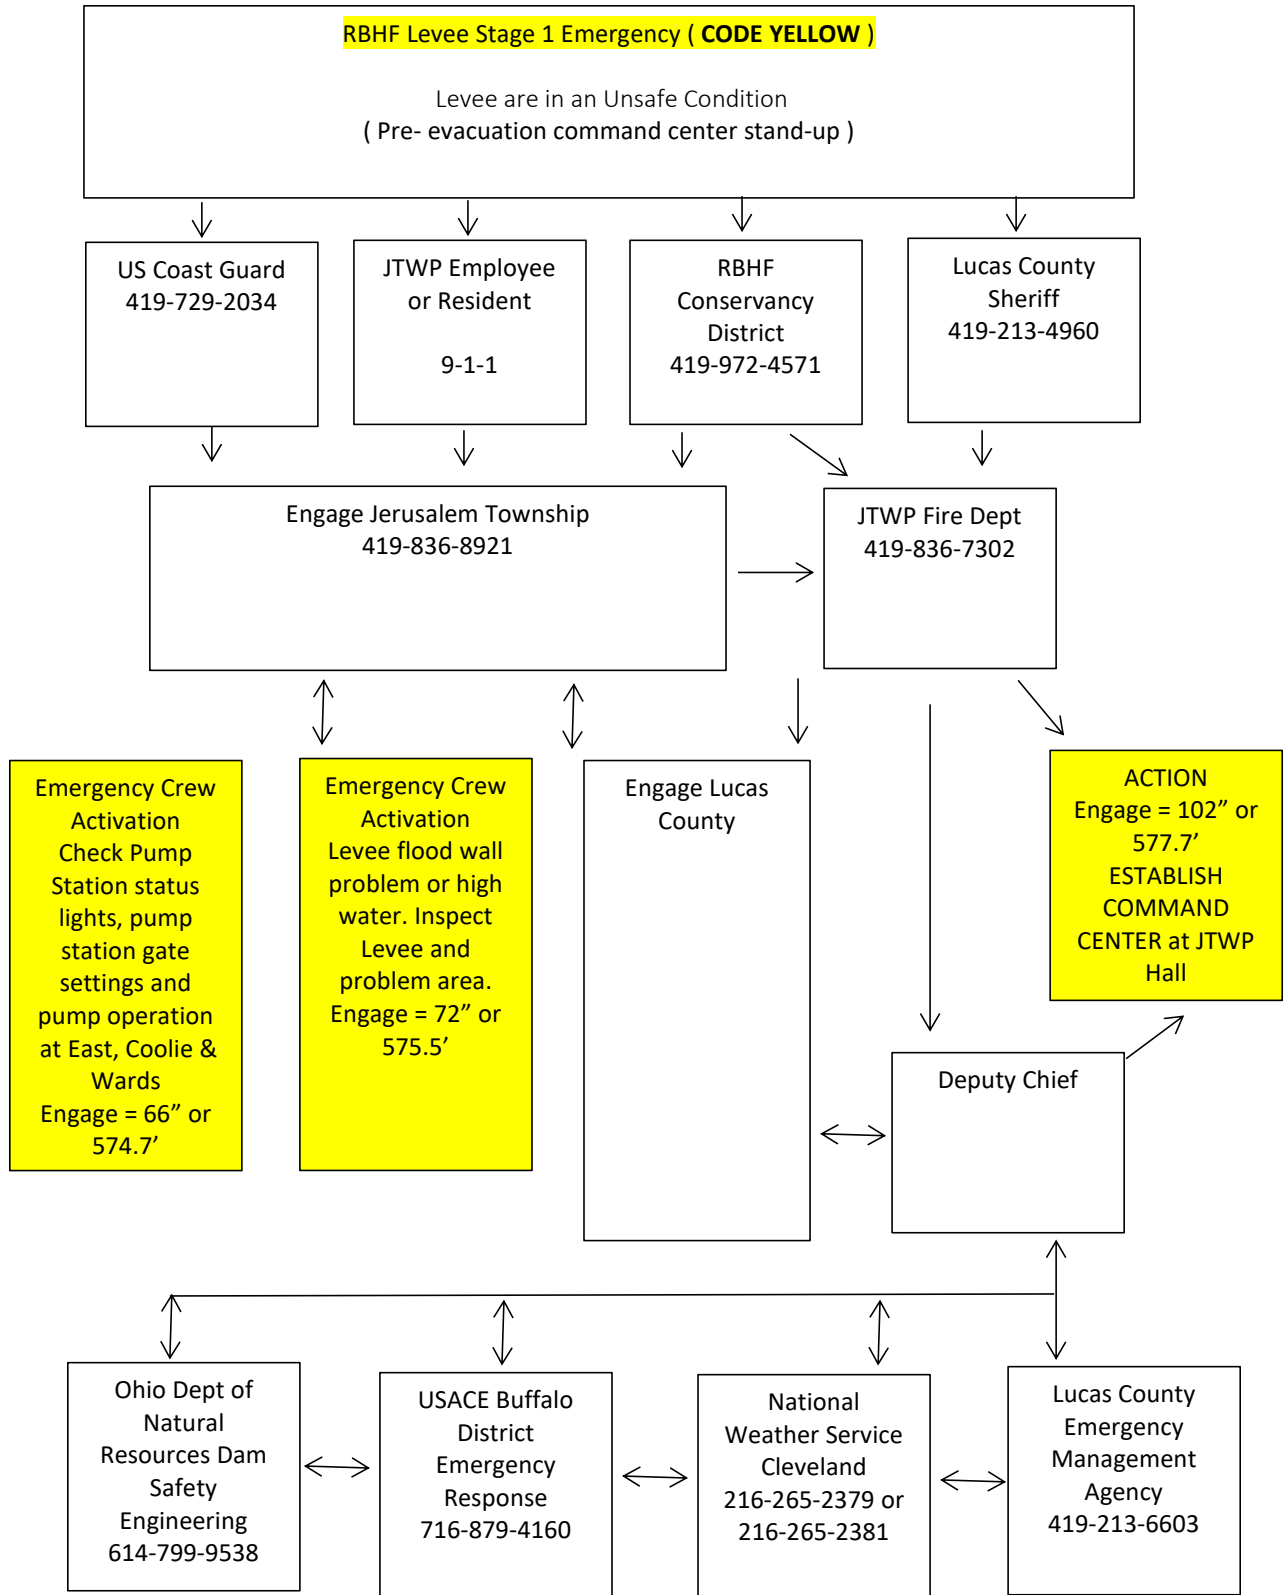 RBHF Levee Stage 1 Emergency ( CODE YELLOW )
Levee are in an Unsafe Condition
( Pre- evacuation command center stand-up )
US Coast Guard
419-729-2034
JTWP Employee
or Resident
9-1-1
RBHF
Conservancy
District
419-972-4571
Lucas County
Sheriff
419-213-4960
Engage Jerusalem Township
419-836-8921
JTWP Fire Dept
419-836-7302
Emergency Crew
Activation
Check Pump
Station status
lights, pump
station gate
settings and
pump operation
at East, Coolie &
Wards
Engage = 66” or
574.7’
Emergency Crew
Activation
Levee flood wall
problem or high
water. Inspect
Levee and
problem area.
Engage = 72” or
575.5’
Engage Lucas
County
ACTION
Engage = 102” or
577.7’
ESTABLISH
COMMAND
CENTER at JTWP
Hall
Deputy Chief
Ohio Dept of
Natural
Resources Dam
Safety
Engineering
614-799-9538
USACE Buffalo
District
Emergency
Response
716-879-4160
National
Weather Service
Cleveland
216-265-2379 or
216-265-2381
Lucas County
Emergency
Management
Agency
419-213-6603